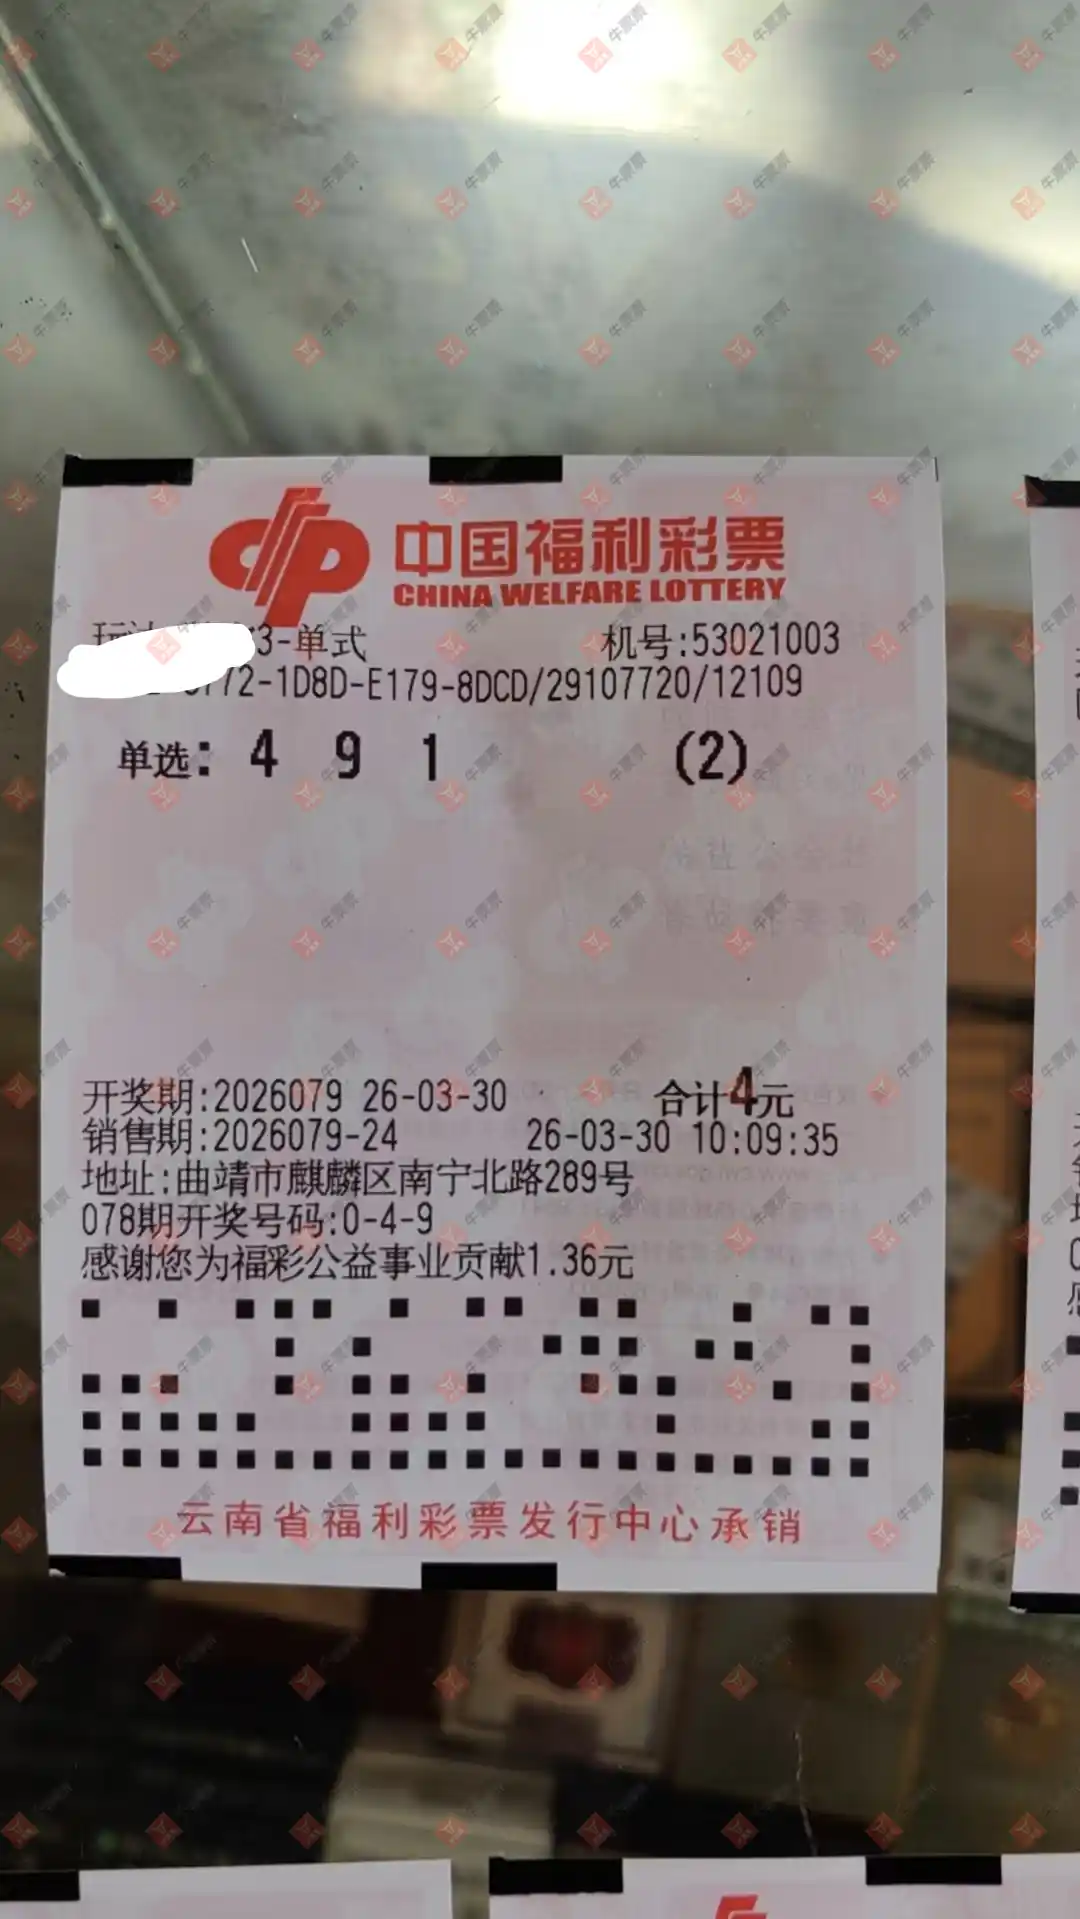 中国福利彩票
CHINA WELFARE LOTTERY
3-单式 机号:53021003
72-1D8D-E179-8DCD/29107720/12109
单选: 4 9 1 (2)
开奖期:2026079 26-03-30 合计4元
销售期:2026079-24 26-03-30 10:09:35
地址:曲靖市麒麟区南宁北路289号
078期开奖号码:0-4-9
感谢您为福彩公益事业贡献1.36元
云南省福利彩票发行中心承销
牛票票